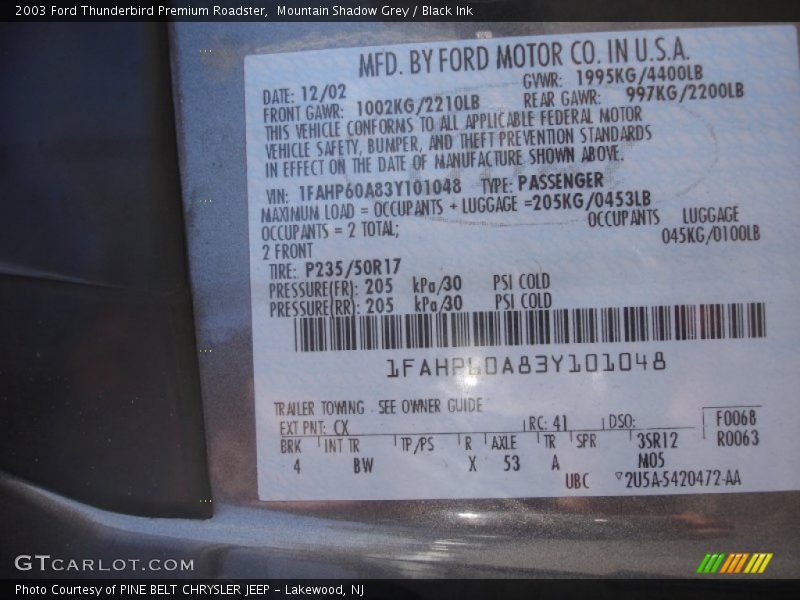 2003 Ford Thunderbird Premium Roadster,  Mountain Shadow Grey / Black Ink
MFD. BY FORD MOTOR CO. IN U.S.A.
DATE: 12/02 GVWR: 1995KG/4400LB
FRONT GAWR: 1002KG/2210LB REAR GAWR: 997KG/2200LB
THIS VEHICLE CONFORMS TO ALL APPLICABLE FEDERAL MOTOR
VEHICLE SAFETY, BUMPER, AND THEFT PREVENTION STANDARDS
IN EFFECT ON THE DATE OF MANUFACTURE SHOWN ABOVE.
VIN: 1FAHP60A83Y101048 TYPE: PASSENGER
MAXIMUM LOAD = OCCUPANTS + LUGGAGE =205KG/0453LB
OCCUPANTS = 2 TOTAL; OCCUPANTS LUGGAGE
2 FRONT 045KG/0100LB
TIRE: P235/50R17
PRESSURE(FR): 205 kPa/30 PSI COLD
PRESSURE(RR): 205 kPa/30 PSI COLD
1FAHP60A83Y101048
TRAILER TOWING SEE OWNER GUIDE
EXT PNT: CX RC: 41 DSO: F0068
BRK INT TR TP/PS R AXLE TR SPR 3SR12 R0063
4 BW X 53 A M05
UBC ▽2U5A-5420472-AA
GTCARLOT.COM
Photo Courtesy of PINE BELT CHRYSLER JEEP - Lakewood, NJ